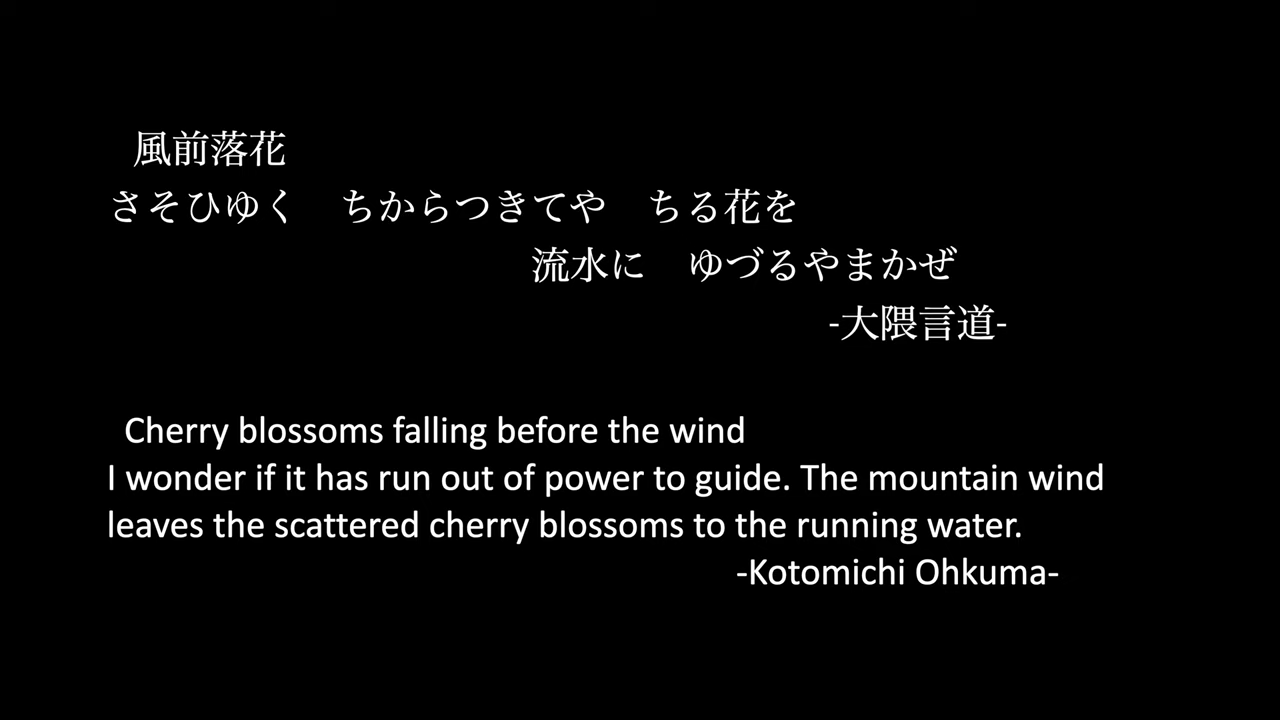 風前落花
さそひゆく　ちからつきてや　ちる花を
流水に　ゆづるやまかぜ
-大隈言道-
Cherry blossoms falling before the wind
I wonder if it has run out of power to guide. The mountain wind
leaves the scattered cherry blossoms to the running water.
-Kotomichi Ohkuma-